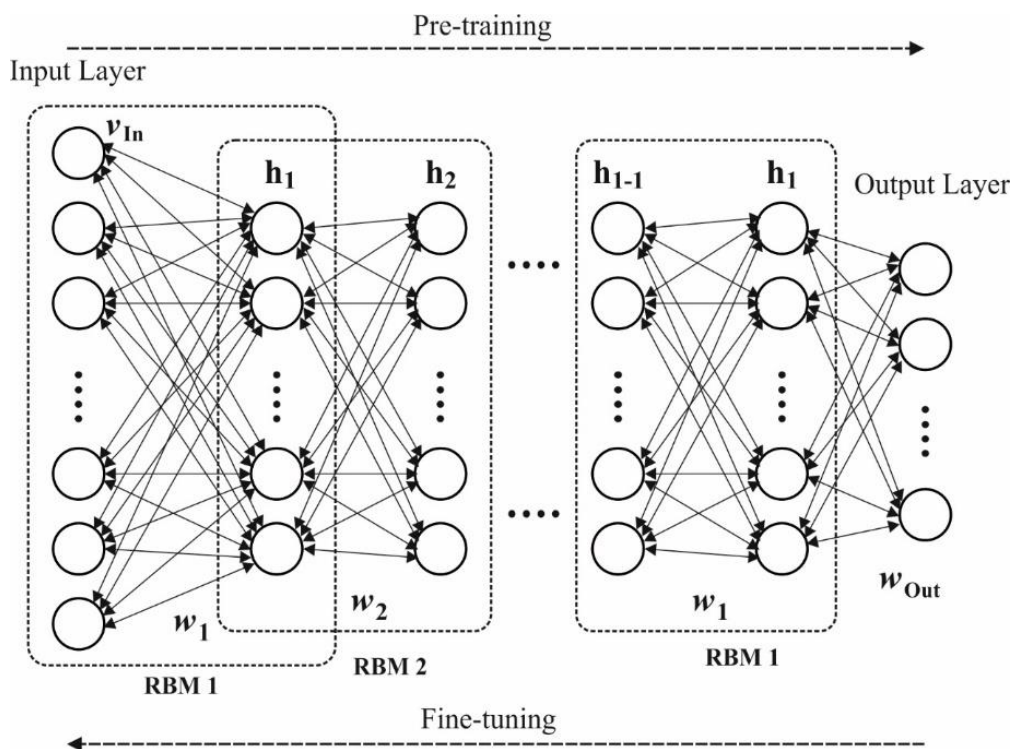 Pre-training
Input Layer
v_In
h_1
h_2
h_1-1
h_1
Output Layer
w_1
w_2
w_1
w_Out
RBM 1
RBM 2
RBM 1
Fine-tuning